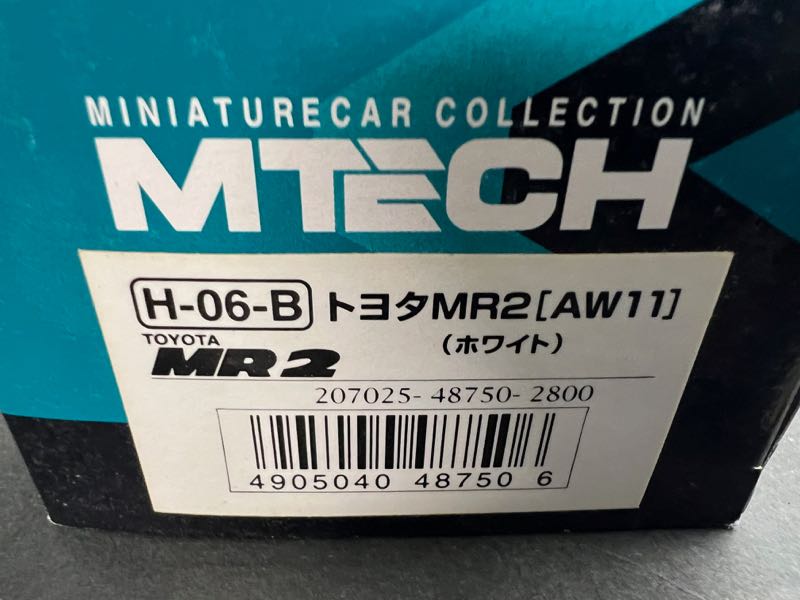 MINIATURECAR COLLECTION
MTECH
H-06-B トヨタMR2[AW11]
(ホワイト)
TOYOTA
MR2
207025-48750-2800
4905040 48750 6